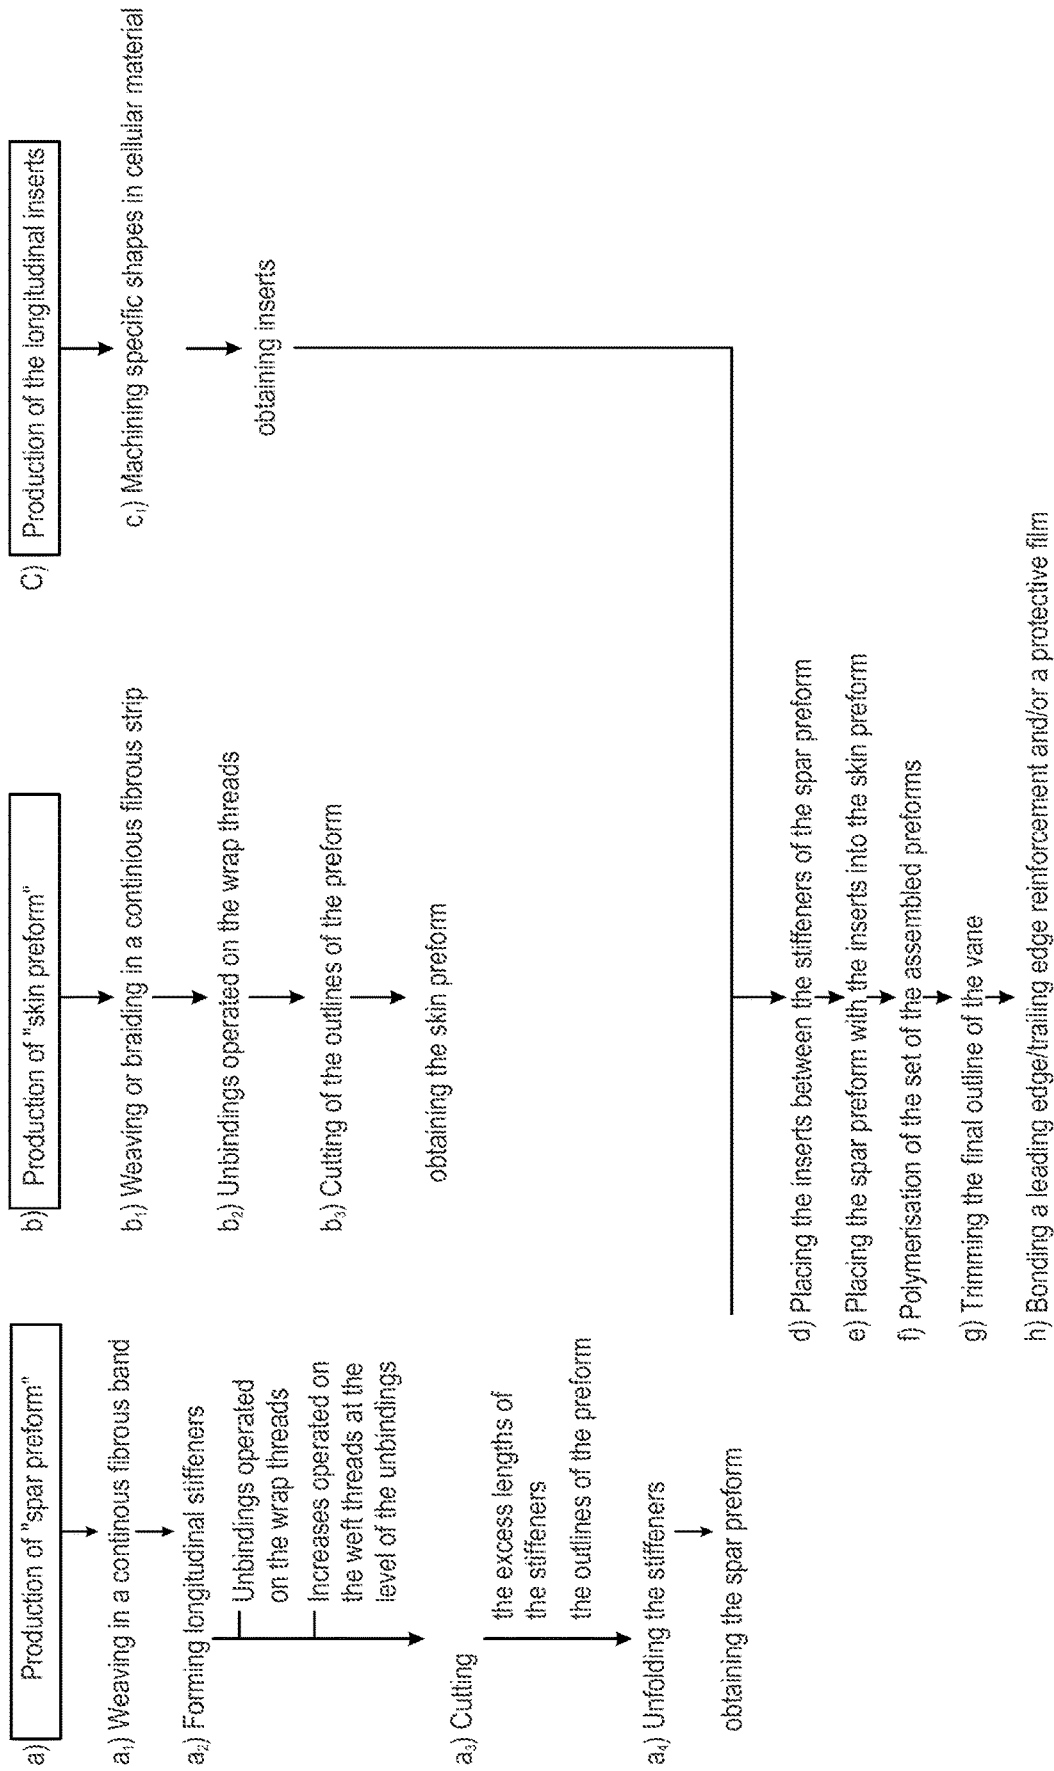 a) Production of "spar preform"
a₁) Weaving in a continous fibrous band
a₂) Forming longitudinal stiffeners
Unbindings operated
on the wrap threads
Increases operated on
the weft threads at the
level of the unbindings
a₃) Cutting
the excess lengths of
the stiffeners
the outlines of the preform
a₄) Unfolding the stiffeners
obtaining the spar preform
b) Production of "skin preform"
b₁) Weaving or braiding in a continious fibrous strip
b₂) Unbindings operated on the wrap threads
b₃) Cutting of the outlines of the preform
obtaining the skin preform
C) Production of the longitudinal inserts
c₁) Machining specific shapes in cellular material
obtaining inserts
d) Placing the inserts between the stiffeners of the spar preform
e) Placing the spar preform with the inserts into the skin preform
f) Polymerisation of the set of the assembled preforms
g) Trimming the final outline of the vane
h) Bonding a leading edge/trailing edge reinforcement and/or a protective film